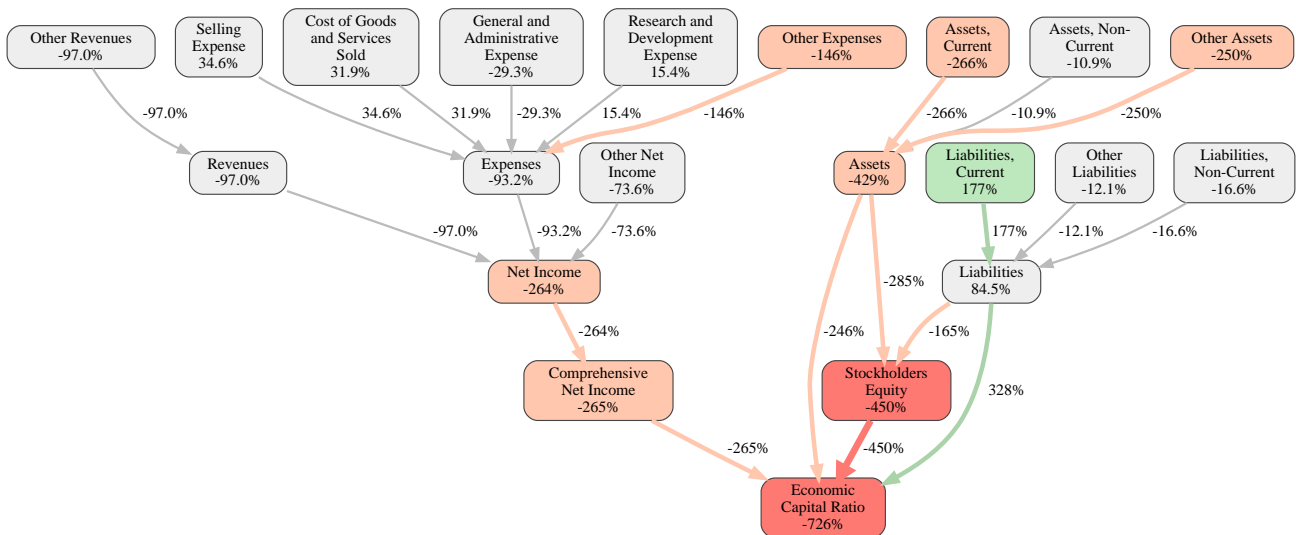 Other Revenues
-97.0%
Selling
Expense
34.6%
Cost of Goods
and Services
Sold
31.9%
General and
Administrative
Expense
-29.3%
Research and
Development
Expense
15.4%
Other Expenses
-146%
Assets,
Current
-266%
Assets, Non-
Current
-10.9%
Other Assets
-250%
-97.0%
34.6%
31.9%
-29.3%
15.4%
-146%
-266%
-10.9%
-250%
Revenues
-97.0%
Expenses
-93.2%
Other Net
Income
-73.6%
Assets
-429%
Liabilities,
Current
177%
Other
Liabilities
-12.1%
Liabilities,
Non-Current
-16.6%
-97.0%
-93.2%
-73.6%
177%
-12.1%
-16.6%
Net Income
-264%
-285%
Liabilities
84.5%
-264%
-246%
-165%
Comprehensive
Net Income
-265%
Stockholders
Equity
-450%
328%
-265%
-450%
Economic
Capital Ratio
-726%